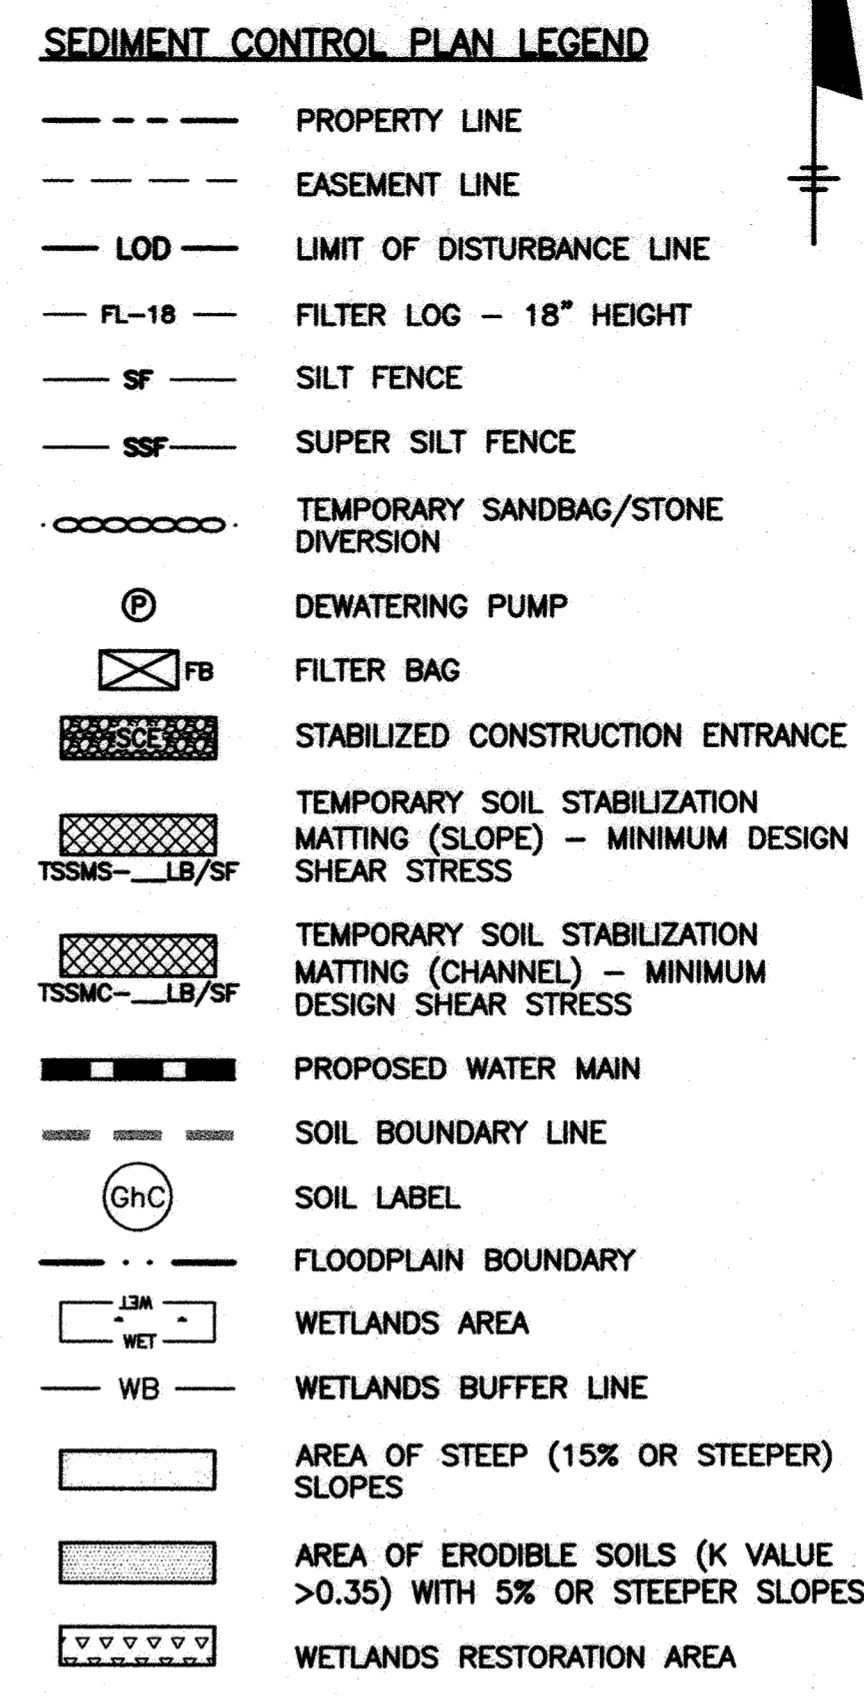 SEDIMENT CONTROL PLAN LEGEND
PROPERTY LINE
EASEMENT LINE
LOD LIMIT OF DISTURBANCE LINE
FL-18 FILTER LOG - 18" HEIGHT
SF SILT FENCE
SSF SUPER SILT FENCE
TEMPORARY SANDBAG/STONE
DIVERSION
P DEWATERING PUMP
FB FILTER BAG
SCE STABILIZED CONSTRUCTION ENTRANCE
TEMPORARY SOIL STABILIZATION
MATTING (SLOPE) - MINIMUM DESIGN
SHEAR STRESS
TSSMS-__LB/SF
TEMPORARY SOIL STABILIZATION
MATTING (CHANNEL) - MINIMUM
DESIGN SHEAR STRESS
TSSMC-__LB/SF
PROPOSED WATER MAIN
SOIL BOUNDARY LINE
GhC SOIL LABEL
FLOODPLAIN BOUNDARY
WET
WET
WETLANDS AREA
WB WETLANDS BUFFER LINE
AREA OF STEEP (15% OR STEEPER)
SLOPES
AREA OF ERODIBLE SOILS (K VALUE
>0.35) WITH 5% OR STEEPER SLOPES
WETLANDS RESTORATION AREA